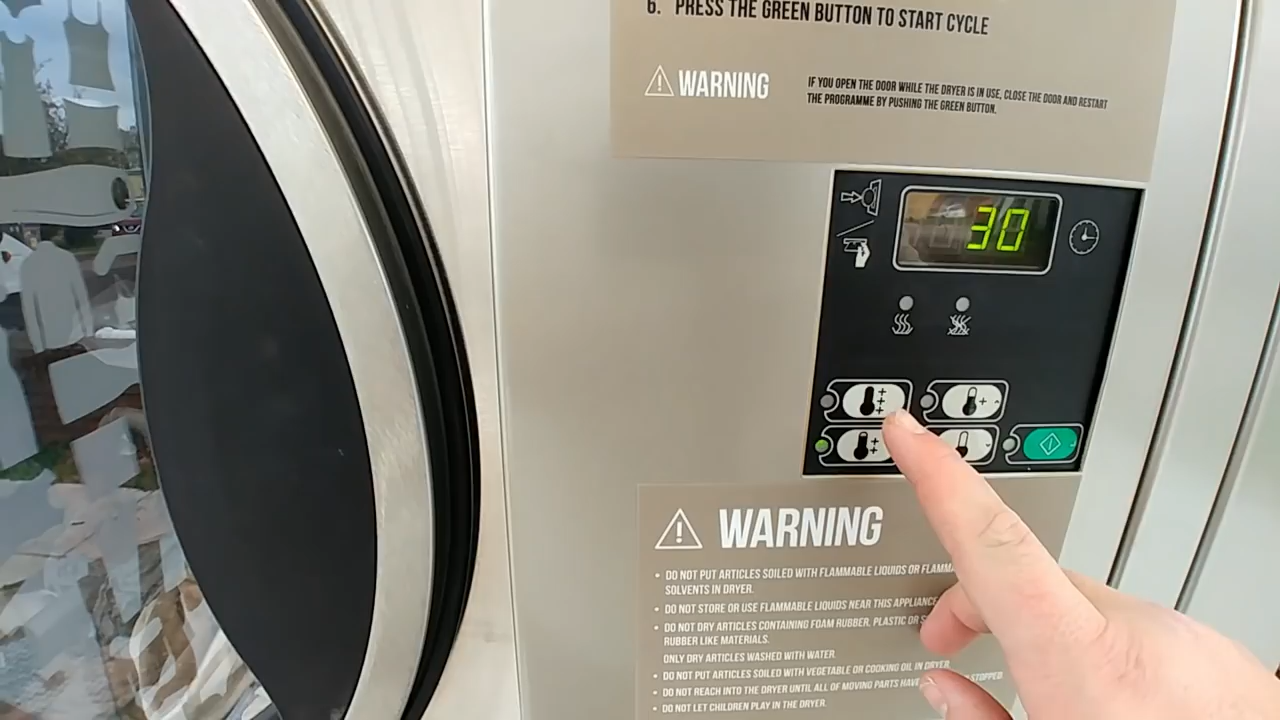 6. PRESS THE GREEN BUTTON TO START CYCLE
WARNING
IF YOU OPEN THE DOOR WHILE THE DRYER IS IN USE, CLOSE THE DOOR AND RESTART
THE PROGRAMME BY PUSHING THE GREEN BUTTON.
30
WARNING
• DO NOT PUT ARTICLES SOILED WITH FLAMMABLE LIQUIDS OR
SOLVENTS IN DRYER.
• DO NOT STORE OR USE FLAMMABLE LIQUIDS NEAR THIS APPLIANCE
• DO NOT DRY ARTICLES CONTAINING FOAM RUBBER, PLASTIC OR
RUBBER LIKE MATERIALS.
ONLY DRY ARTICLES WASHED WITH WATER.
• DO NOT PUT ARTICLES SOILED WITH VEGETABLE OR COOKING OIL IN DRYER.
• DO NOT REACH INTO THE DRYER UNTIL ALL OF MOVING PARTS HAVE STOPPED.
• DO NOT LET CHILDREN PLAY IN THE DRYER.